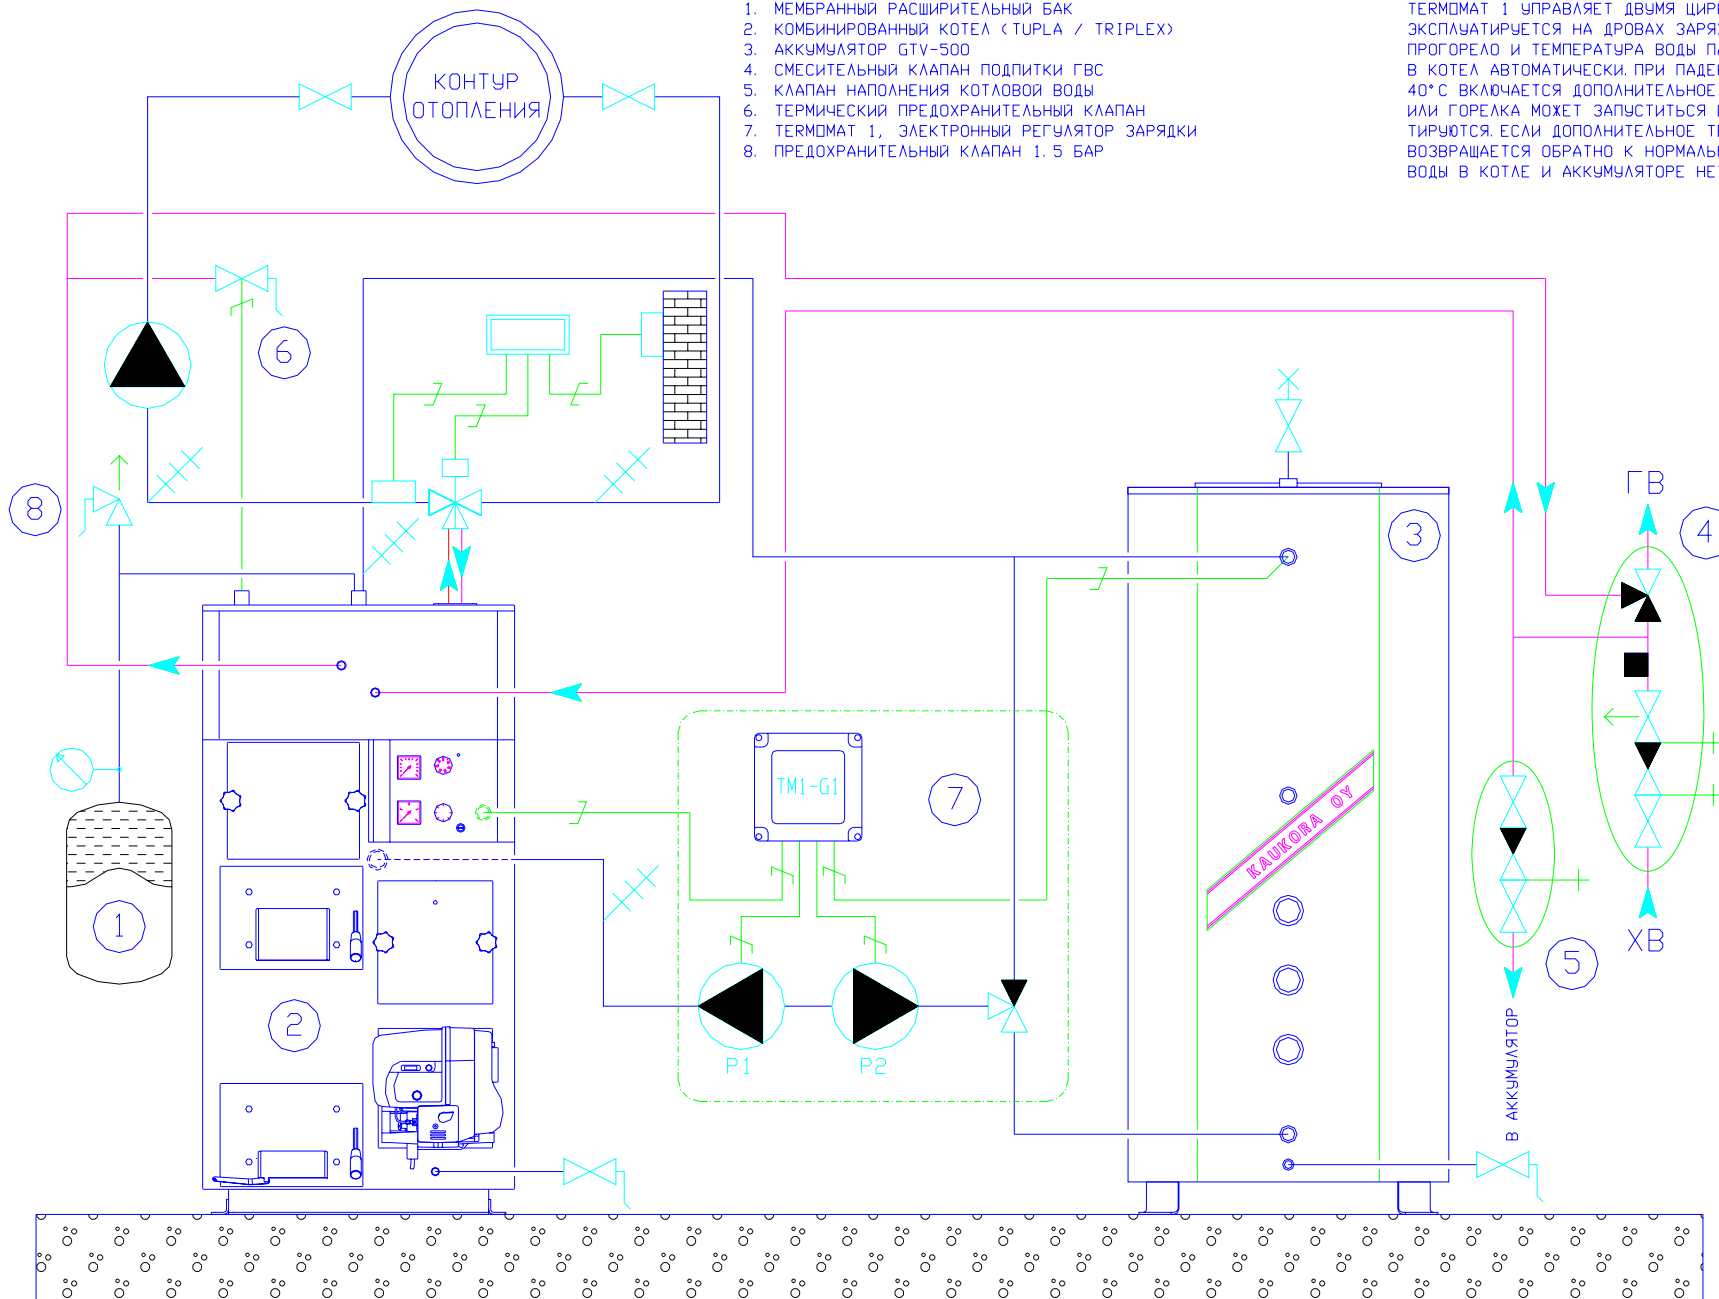 1. МЕМБРАННЫЙ РАСШИРИТЕЛЬНЫЙ БАК
2. КОМБИНИРОВАННЫЙ КОТЕЛ (TUPLA / TRIPLEX)
3. АККУМУЛЯТОР GTV-500
4. СМЕСИТЕЛЬНЫЙ КЛАПАН ПОДПИТКИ ГВС
5. КЛАПАН НАПОЛНЕНИЯ КОТЛОВОЙ ВОДЫ
6. ТЕРМИЧЕСКИЙ ПРЕДОХРАНИТЕЛЬНЫЙ КЛАПАН
7. TERMOMAT 1, ЭЛЕКТРОННЫЙ РЕГУЛЯТОР ЗАРЯДКИ
8. ПРЕДОХРАНИТЕЛЬНЫЙ КЛАПАН 1.5 БАР
TERMOMAT 1 УПРАВЛЯЕТ ДВУМЯ
ЭКСПЛУАТИРУЕТСЯ НА ДРОВАХ
ПРОГОРЕЛО И ТЕМПЕРАТУРА ВОДЫ
В КОТЕЛ АВТОМАТИЧЕСКИ. ПРИ
40°C ВКЛЮЧАЕТСЯ ДОПОЛНИТЕЛЬНОЕ
ИЛИ ГОРЕЛКА МОЖЕТ ЗАПУСТИТЬСЯ
ТИРУЮТСЯ. ЕСЛИ ДОПОЛНИТЕЛЬНОЕ
ВОЗВРАЩАЕТСЯ ОБРАТНО К
ВОДЫ В КОТЛЕ И АККУМУЛЯТОРЕ
КОНТУР
ОТОПЛЕНИЯ
6
8
3
ГВ
4
TM1-G1
7
KAUKORA OY
1
2
P1
P2
ХВ
5
В АККУМУЛЯТОР